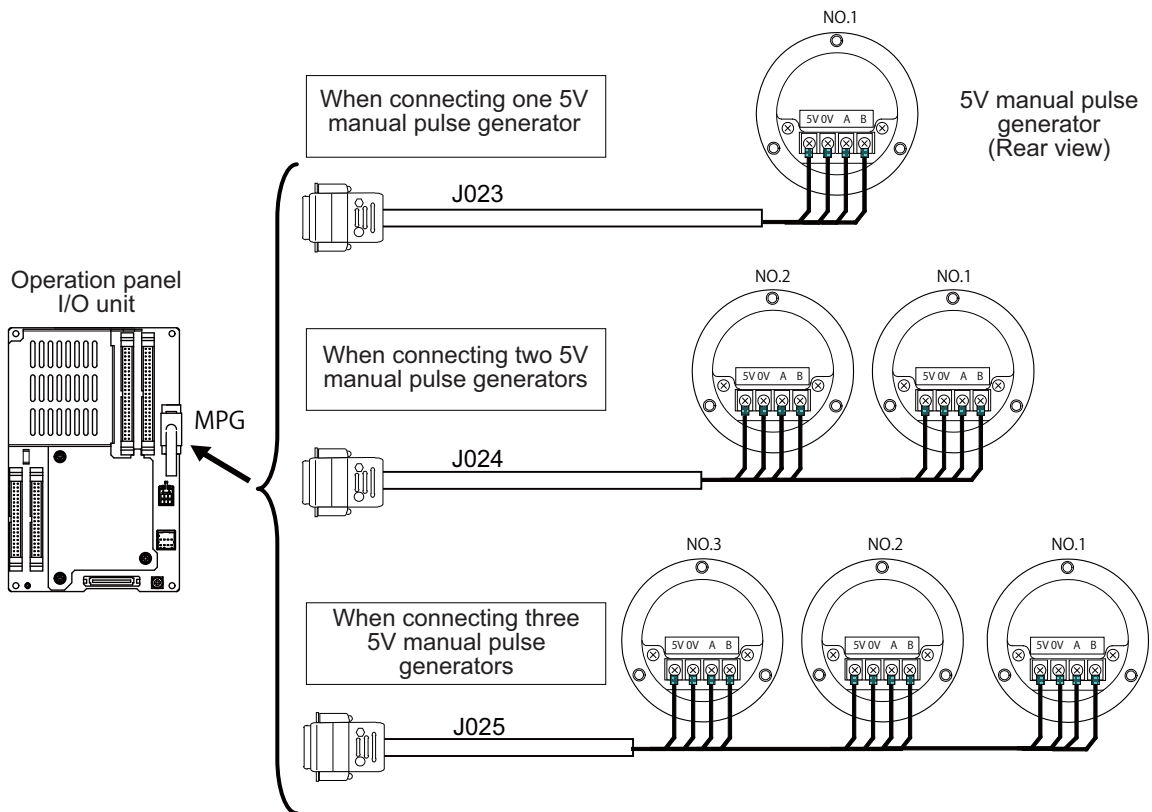 NO.1
When connecting one 5V
manual pulse generator
5V 0V A B
5V manual pulse
generator
(Rear view)
J023
Operation panel
I/O unit
MPG
NO.2
NO.1
When connecting two 5V
manual pulse generators
5V 0V A B
5V 0V A B
J024
NO.3
NO.2
NO.1
When connecting three
5V manual pulse
generators
5V 0V A B
5V 0V A B
5V 0V A B
J025